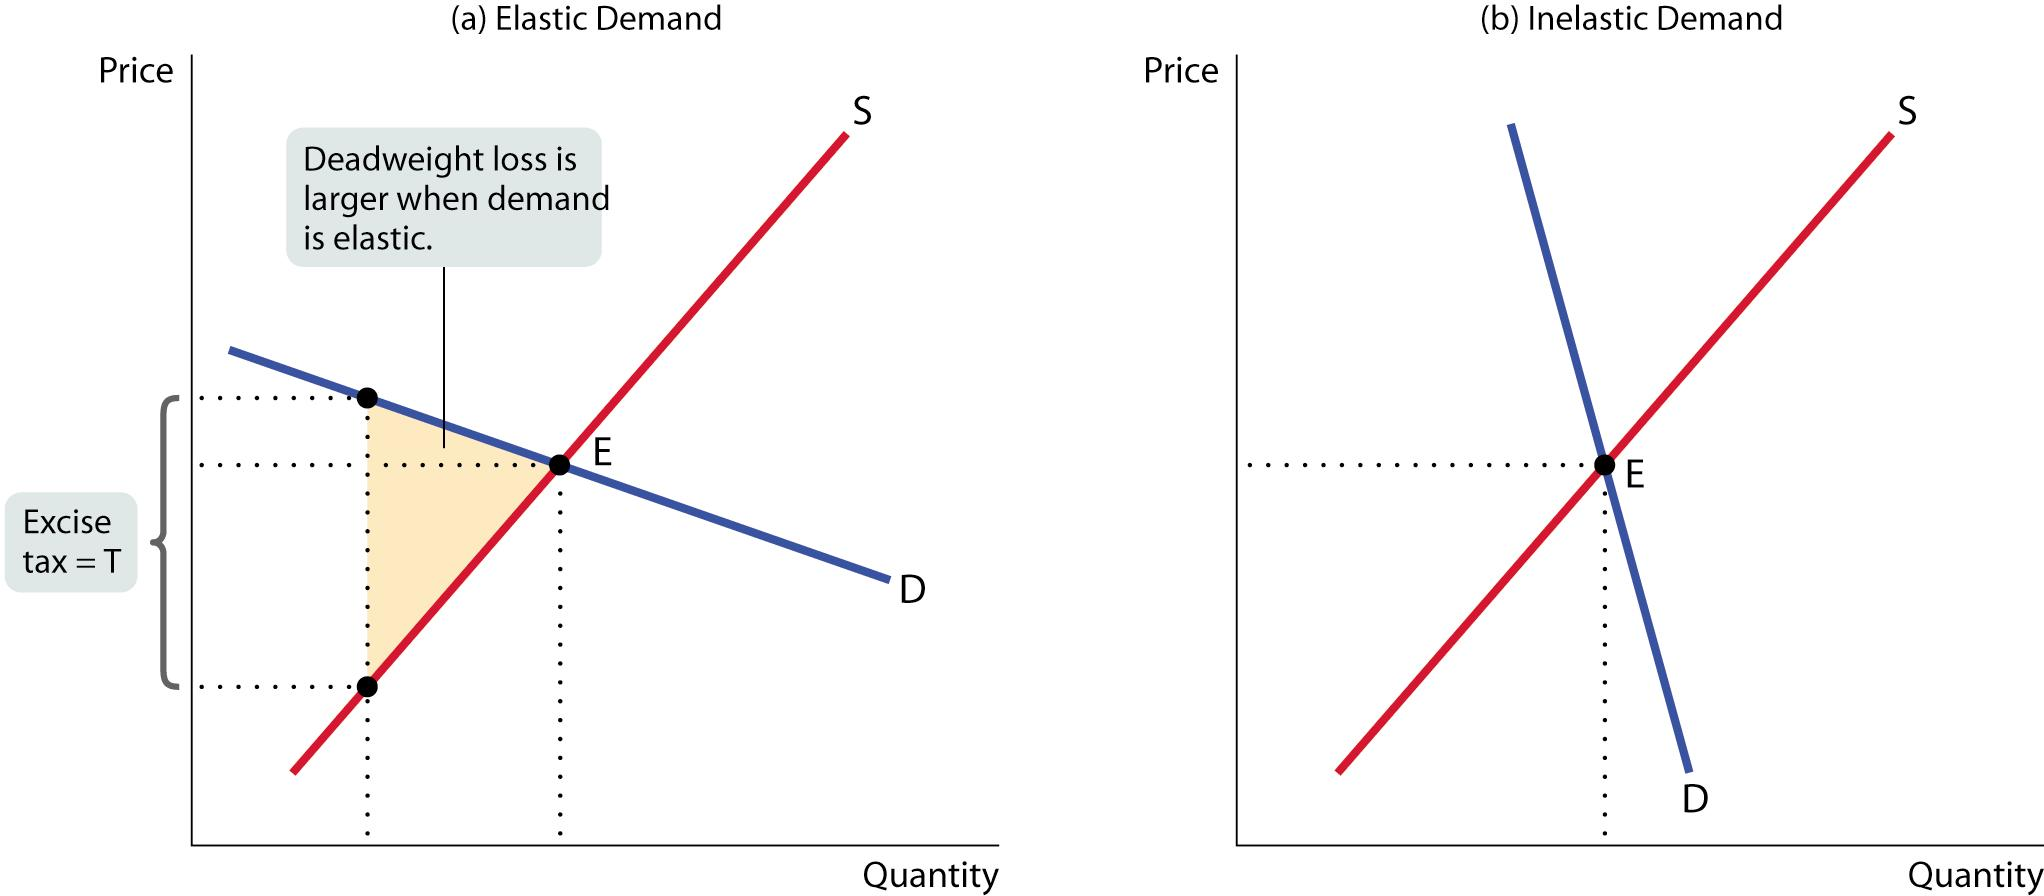 (a) Elastic Demand
Price
S
Deadweight loss is
larger when demand
is elastic.
E
Excise
tax = T
D
Quantity
(b) Inelastic Demand
Price
S
E
D
Quantity